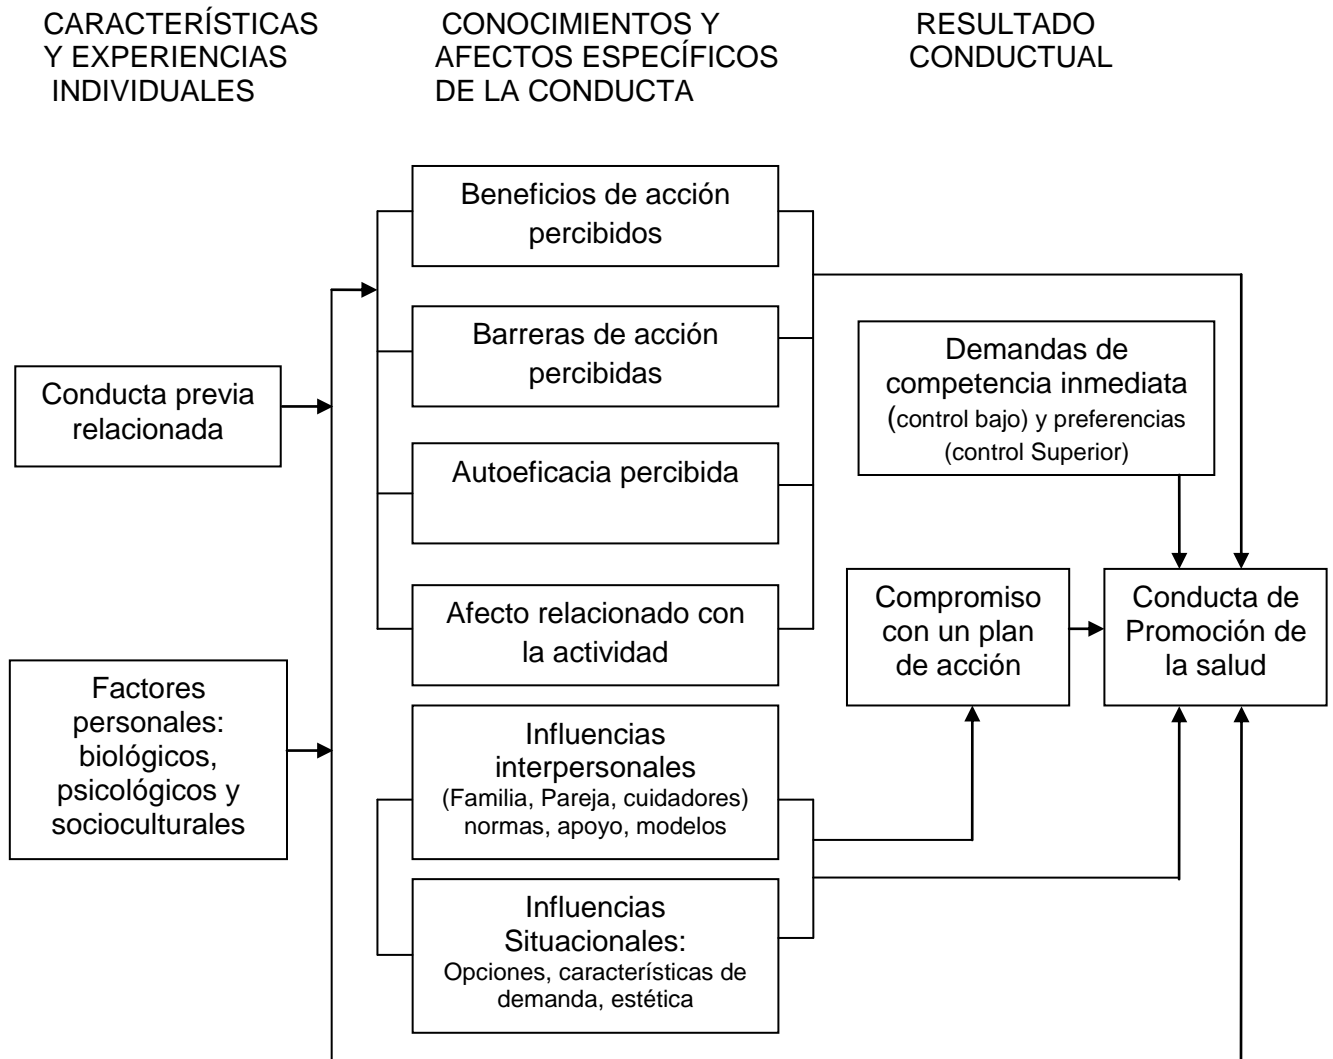 CARACTERÍSTICAS
Y EXPERIENCIAS
INDIVIDUALES
CONOCIMIENTOS Y
AFECTOS ESPECÍFICOS
DE LA CONDUCTA
RESULTADO
CONDUCTUAL
Conducta previa
relacionada
Factores
personales:
biológicos,
psicológicos y
socioculturales
Beneficios de acción
percibidos
Barreras de acción
percibidas
Autoeficacia percibida
Afecto relacionado con
la actividad
Influencias
interpersonales
(Familia, Pareja, cuidadores)
normas, apoyo, modelos
Influencias
Situacionales:
Opciones, características de
demanda, estética
Demandas de
competencia inmediata
(control bajo) y preferencias
(control Superior)
Compromiso
con un plan
de acción
Conducta de
Promoción de
la salud